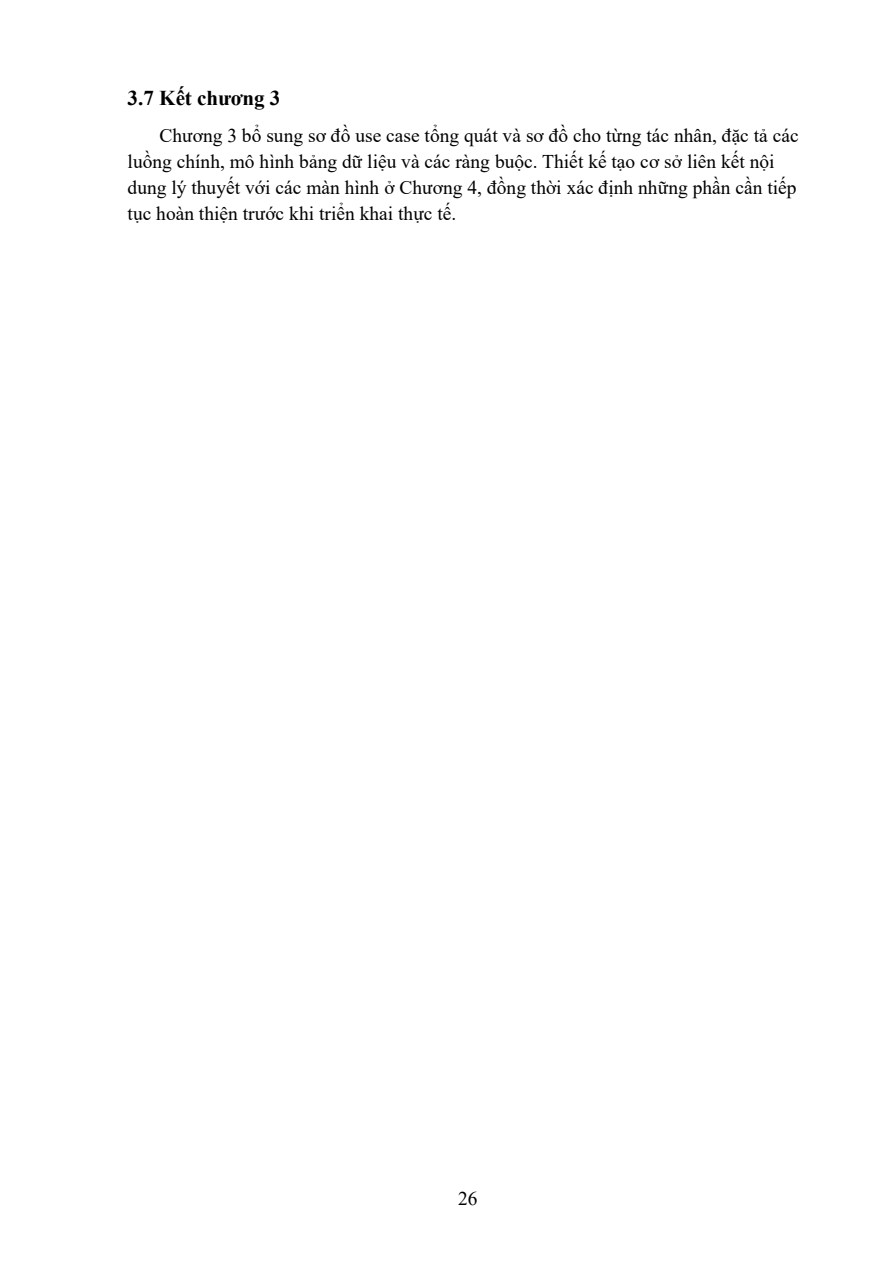 3.7 Kết chương 3
Chương 3 bổ sung sơ đồ use case tổng quát và sơ đồ cho từng tác nhân, đặc tả các
luồng chính, mô hình bảng dữ liệu và các ràng buộc. Thiết kế tạo cơ sở liên kết nội
dung lý thuyết với các màn hình ở Chương 4, đồng thời xác định những phần cần tiếp
tục hoàn thiện trước khi triển khai thực tế.
26